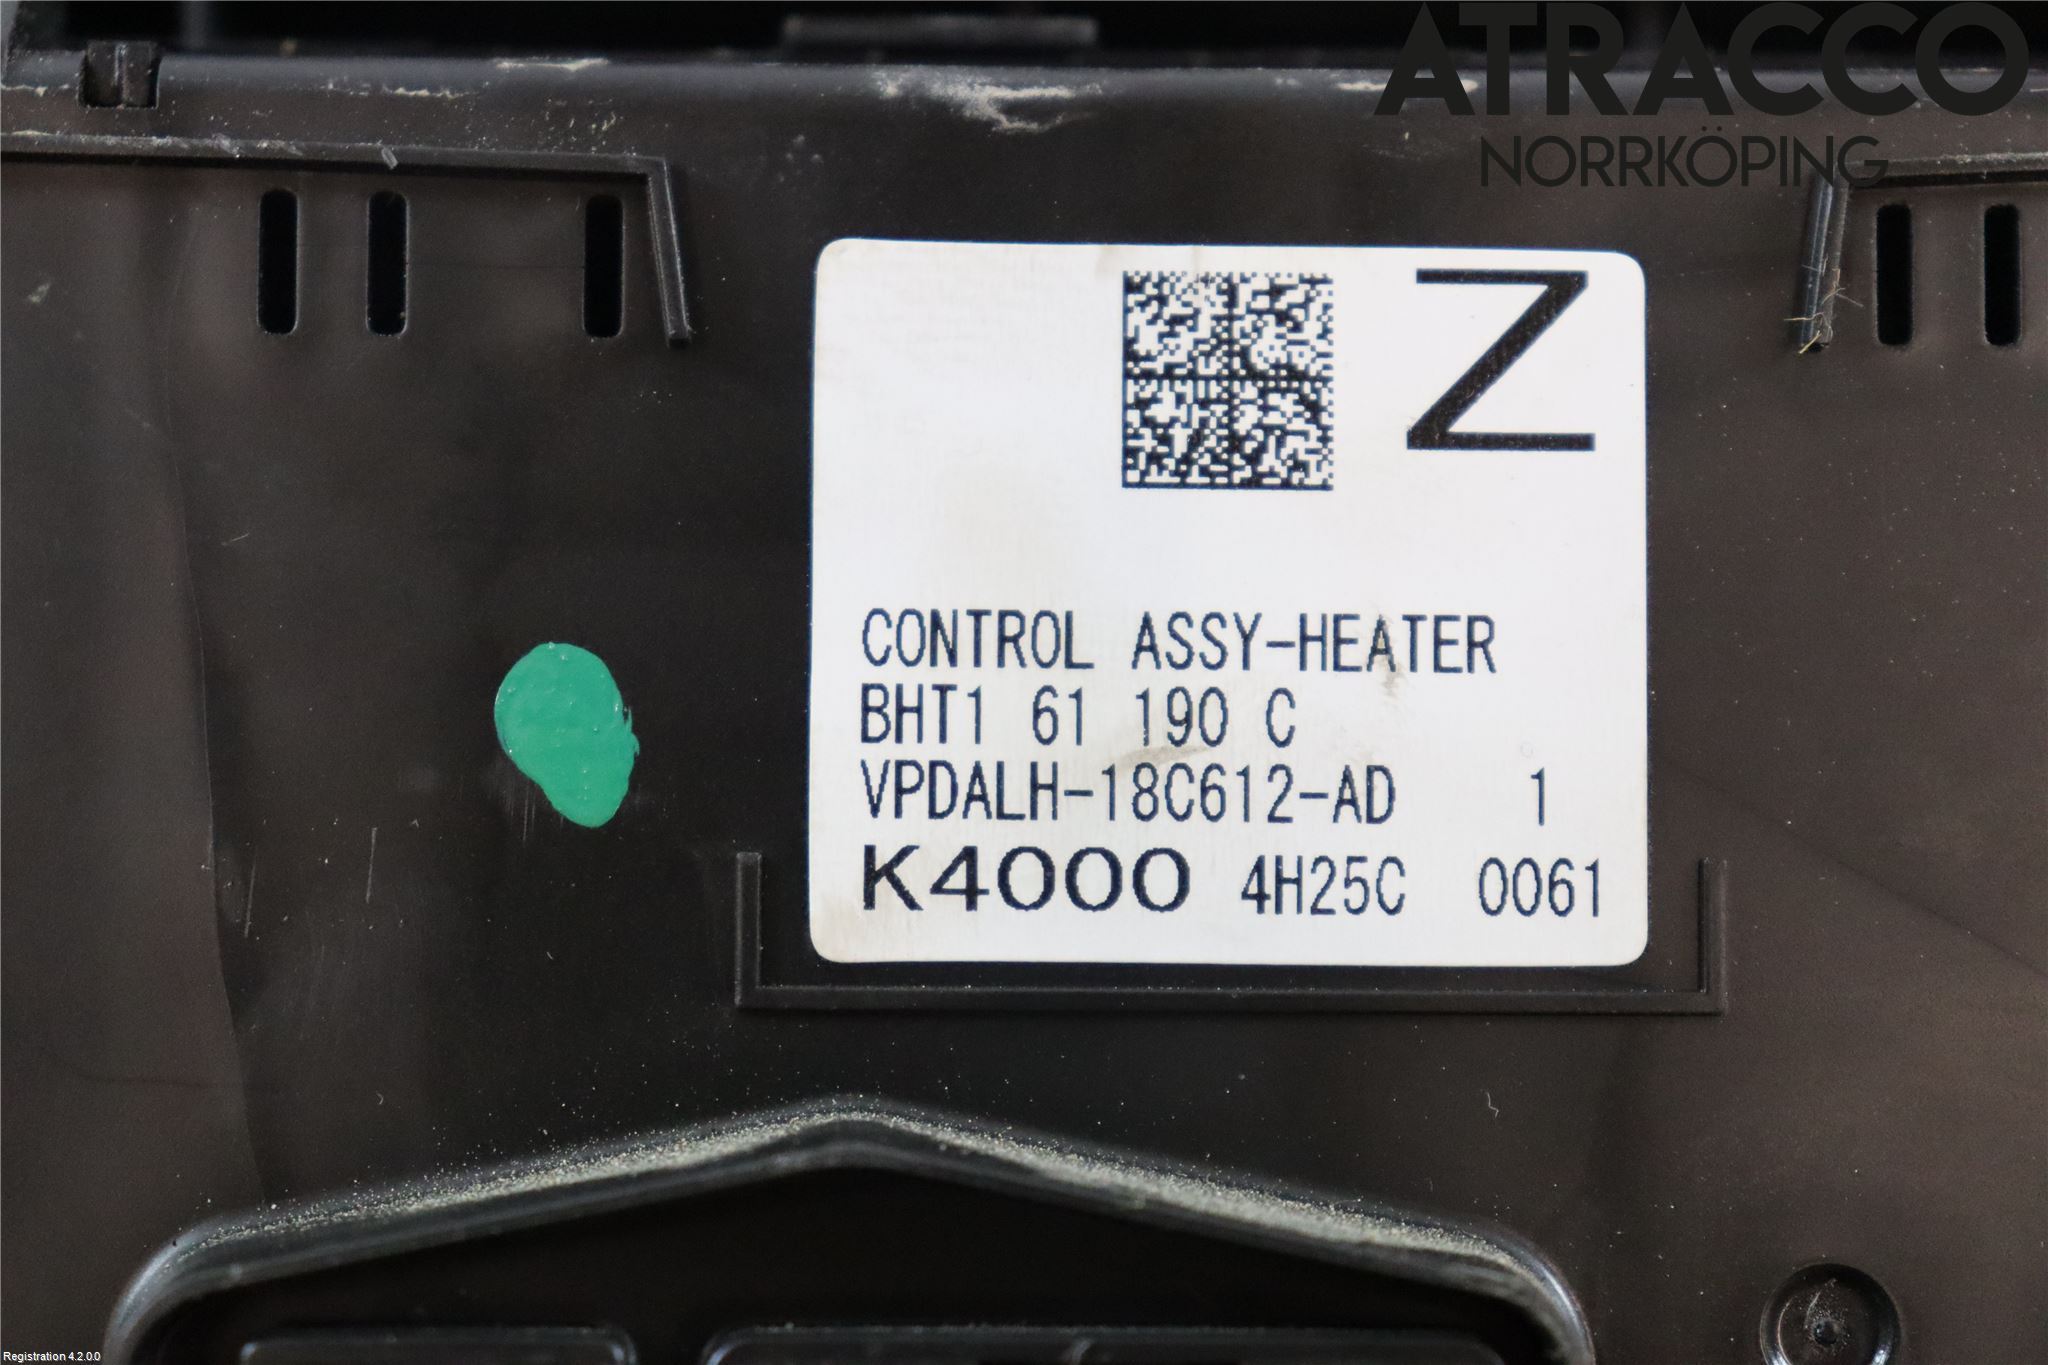 ATRACCO
NORRKÖPING
Z
CONTROL ASSY-HEATER
BHT1 61 190 C
VPDALH-18C612-AD 1
K4000 4H25C 0061
Registration 4.2.0.0